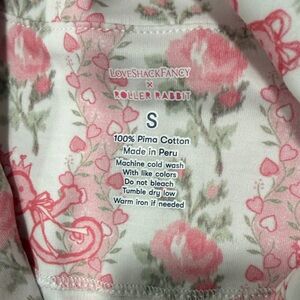 LOVESHACKFANCY
×
ROLLER RABBIT
S
100% Pima Cotton
Made in Peru
Machine cold wash
With like colors
Do not bleach
Tumble dry low
Warm iron if needed